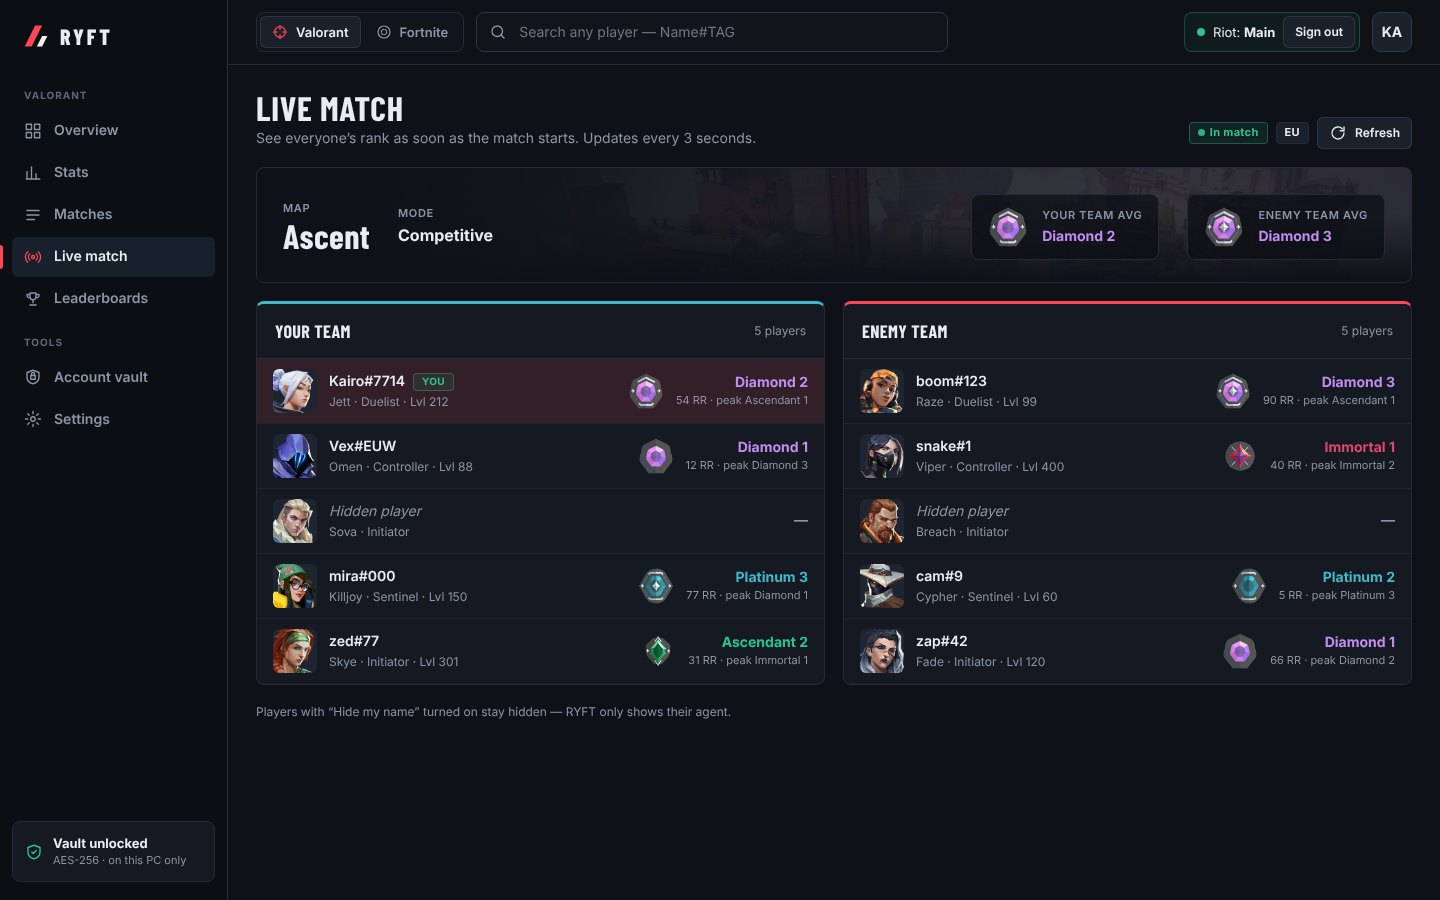 RYFT
Valorant
Fortnite
Search any player — Name#TAG
Riot: Main
Sign out
KA
VALORANT
Overview
Stats
Matches
Live match
Leaderboards
TOOLS
Account vault
Settings
Vault unlocked
AES-256 · on this PC only
LIVE MATCH
See everyone’s rank as soon as the match starts. Updates every 3 seconds.
In match
EU
Refresh
MAP
Ascent
MODE
Competitive
YOUR TEAM AVG
Diamond 2
ENEMY TEAM AVG
Diamond 3
YOUR TEAM
5 players
Kairo#7714
YOU
Jett · Duelist · Lvl 212
Diamond 2
54 RR · peak Ascendant 1
Vex#EUW
Omen · Controller · Lvl 88
Diamond 1
12 RR · peak Diamond 3
Hidden player
Sova · Initiator
—
mira#000
Killjoy · Sentinel · Lvl 150
Platinum 3
77 RR · peak Diamond 1
zed#77
Skye · Initiator · Lvl 301
Ascendant 2
31 RR · peak Immortal 1
ENEMY TEAM
5 players
boom#123
Raze · Duelist · Lvl 99
Diamond 3
90 RR · peak Ascendant 1
snake#1
Viper · Controller · Lvl 400
Immortal 1
40 RR · peak Immortal 2
Hidden player
Breach · Initiator
—
cam#9
Cypher · Sentinel · Lvl 60
Platinum 2
5 RR · peak Platinum 3
zap#42
Fade · Initiator · Lvl 120
Diamond 1
66 RR · peak Diamond 2
Players with “Hide my name” turned on stay hidden — RYFT only shows their agent.